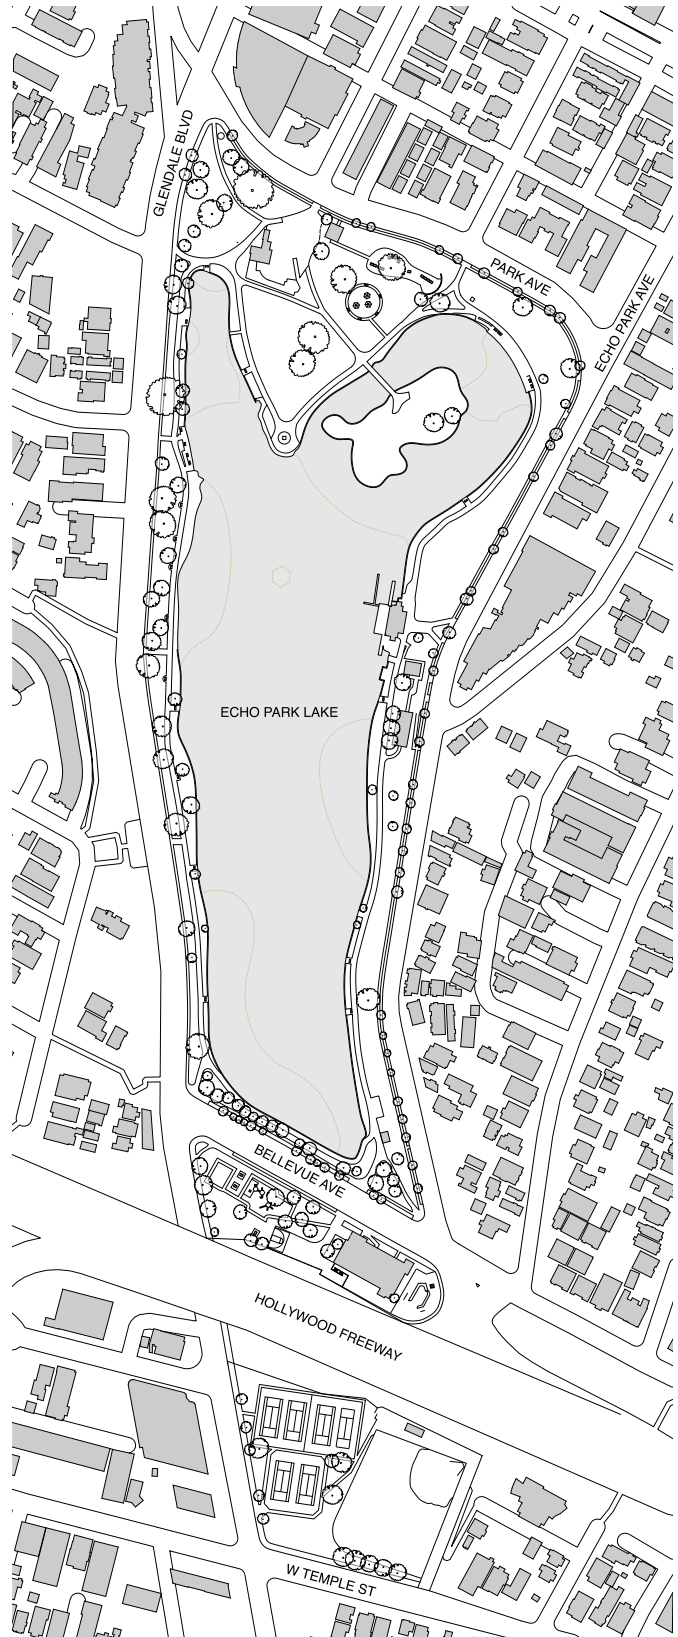 GLENDALE BLVD
PARK AVE
ECHO PARK AVE
ECHO PARK LAKE
BELLEVUE AVE
HOLLYWOOD FREEWAY
W TEMPLE ST